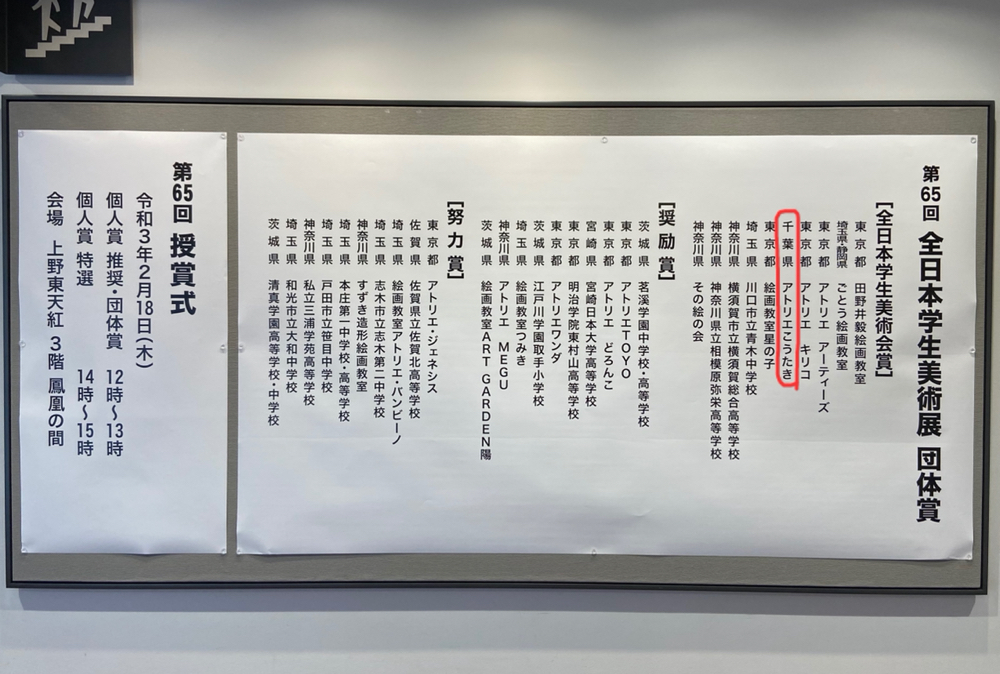 第65回 全日本学生美術展 団体賞
[全日本学生美術会賞]
東京都 田野井毅絵画教室
埼玉県・静岡県 ごとう絵画教室
東京都 アトリエ アーティーズ
東京都 アトリエ キリコ
千葉県 アトリエこうたき
東京都 絵画教室星の子
埼玉県 川口市立青木中学校
神奈川県 横須賀市立横須賀総合高等学校
神奈川県 神奈川県立相模原弥栄高等学校
神奈川県 その絵の会
[奨励賞]
茨城県 茗溪学園中学校・高等学校
東京都 アトリエTOYO
東京都 アトリエ どろんこ
宮崎県 宮崎日本大学高等学校
東京都 明治学院東村山高等学校
東京都 アトリエワンダ
茨城県 江戸川学園取手小学校
埼玉県 絵画教室つみき
神奈川県 アトリエ MEGU
茨城県 絵画教室ART GARDEN陽
[努力賞]
東京都 アトリエ・ジェネシス
佐賀県 佐賀県立佐賀北高等学校
埼玉県 絵画教室アトリエ・バンビーノ
埼玉県 志木市立志木第二中学校
神奈川県 すずき造形絵画教室
埼玉県 本庄第一中学校・高等学校
埼玉県 戸田市立笹目中学校
神奈川県 私立三浦学苑高等学校
埼玉県 和光市立大和中学校
茨城県 清真学園高等学校・中学校
第65回 授賞式
令和3年2月18日(木)
個人賞 推奨・団体賞 12時〜13時
個人賞 特選 14時〜15時
会場 上野東天紅 3階 鳳凰の間